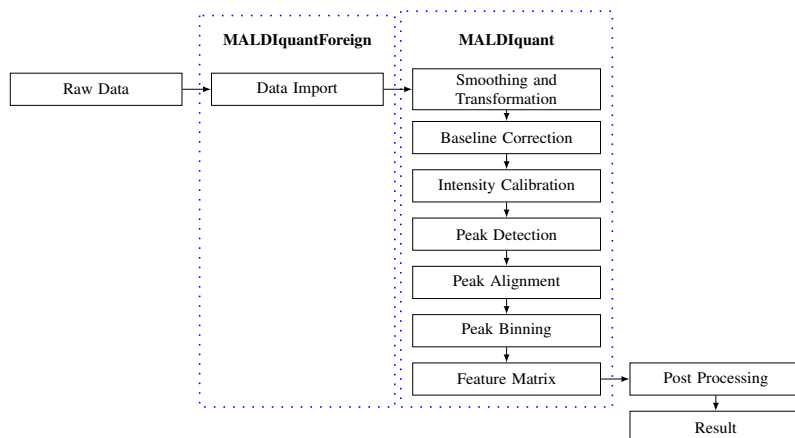 MALDIquantForeign
MALDIquant
Raw Data
Data Import
Smoothing and
Transformation
Baseline Correction
Intensity Calibration
Peak Detection
Peak Alignment
Peak Binning
Feature Matrix
Post Processing
Result